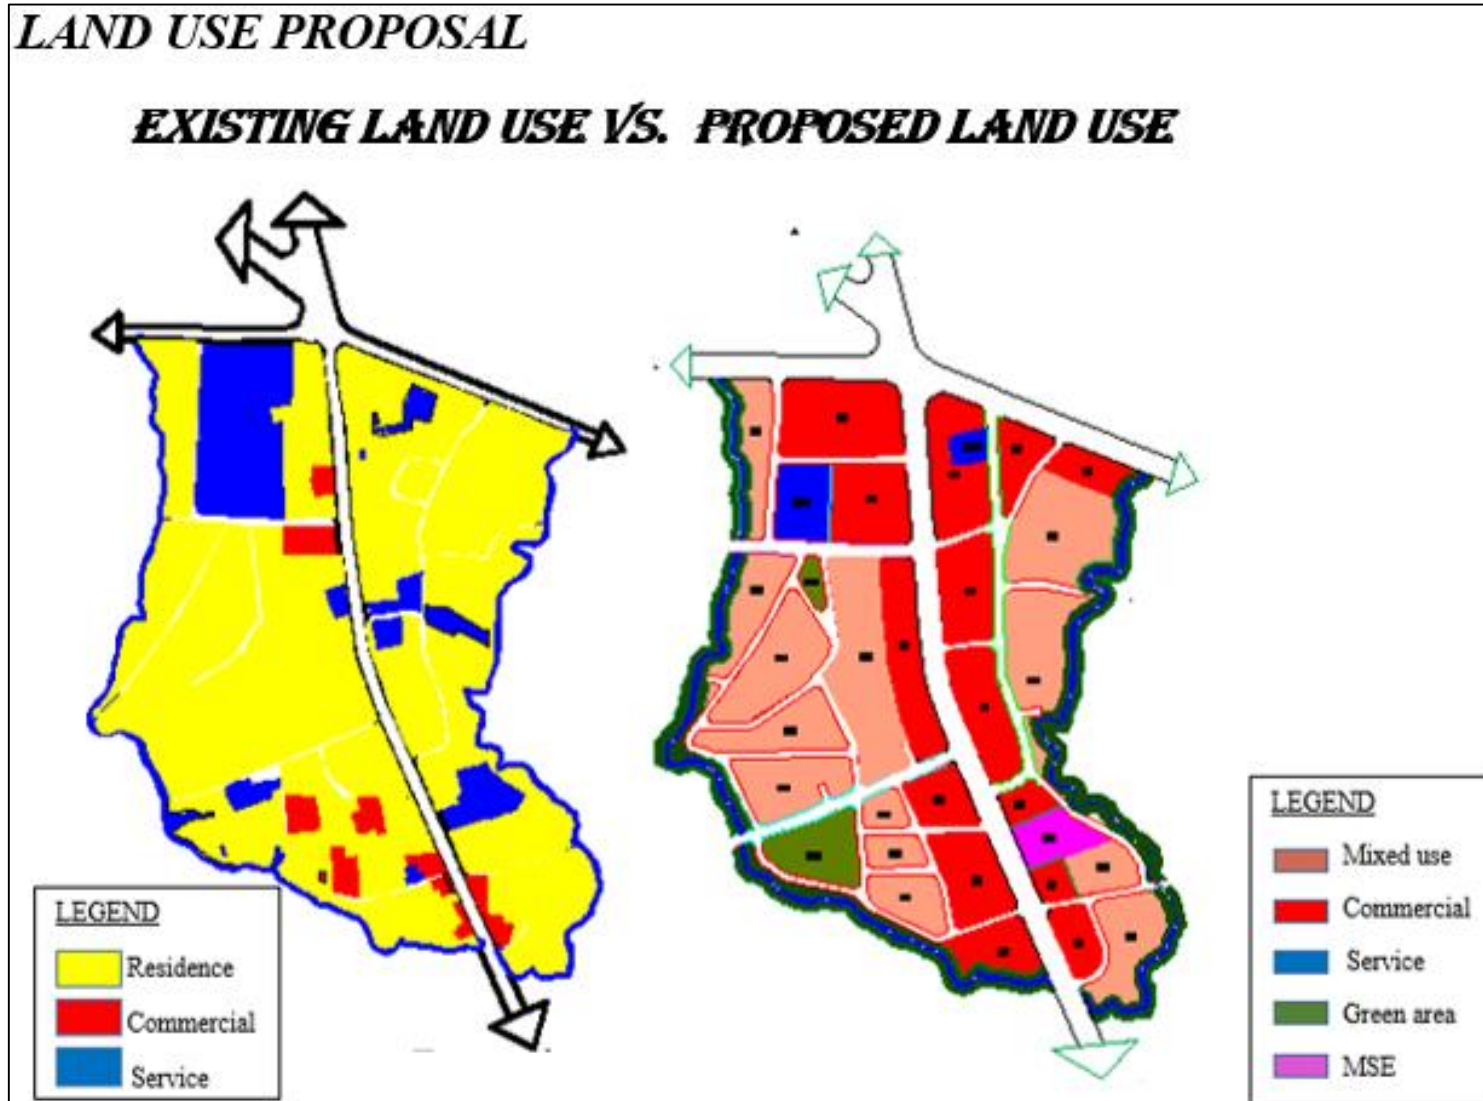 LAND USE PROPOSAL
EXISTING LAND USE VS. PROPOSED LAND USE
LEGEND
Residence
Commercial
Service
LEGEND
Mixed use
Commercial
Service
Green area
MSE